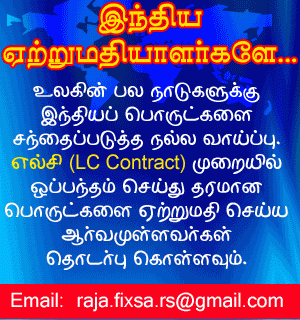 இந்திய
ஏற்றுமதியாளர்களே...
உலகின் பல நாடுகளுக்கு
இந்தியப் பொருட்களை
சந்தைப்படுத்த நல்ல வாய்ப்பு.
எல்சி (LC Contract) முறையில்
ஒப்பந்தம் செய்து தரமான
பொருட்களை ஏற்றுமதி செய்ய
ஆர்வமுள்ளவர்கள்
தொடர்பு கொள்ளவும்.
Email: raja.fixsa.rs@gmail.com